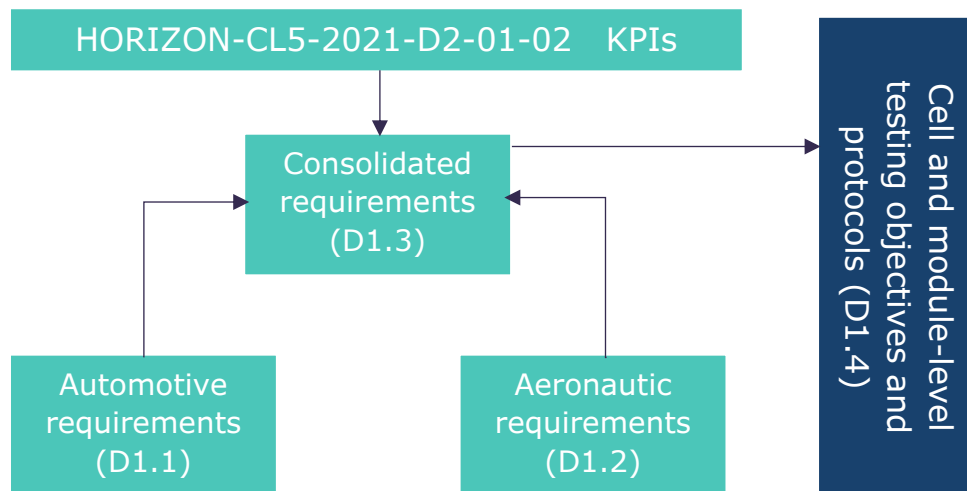 HORIZON-CL5-2021-D2-01-02 KPIs
Consolidated
requirements
(D1.3)
Automotive
requirements
(D1.1)
Aeronautic
requirements
(D1.2)
Cell and module-level
testing objectives and
protocols (D1.4)